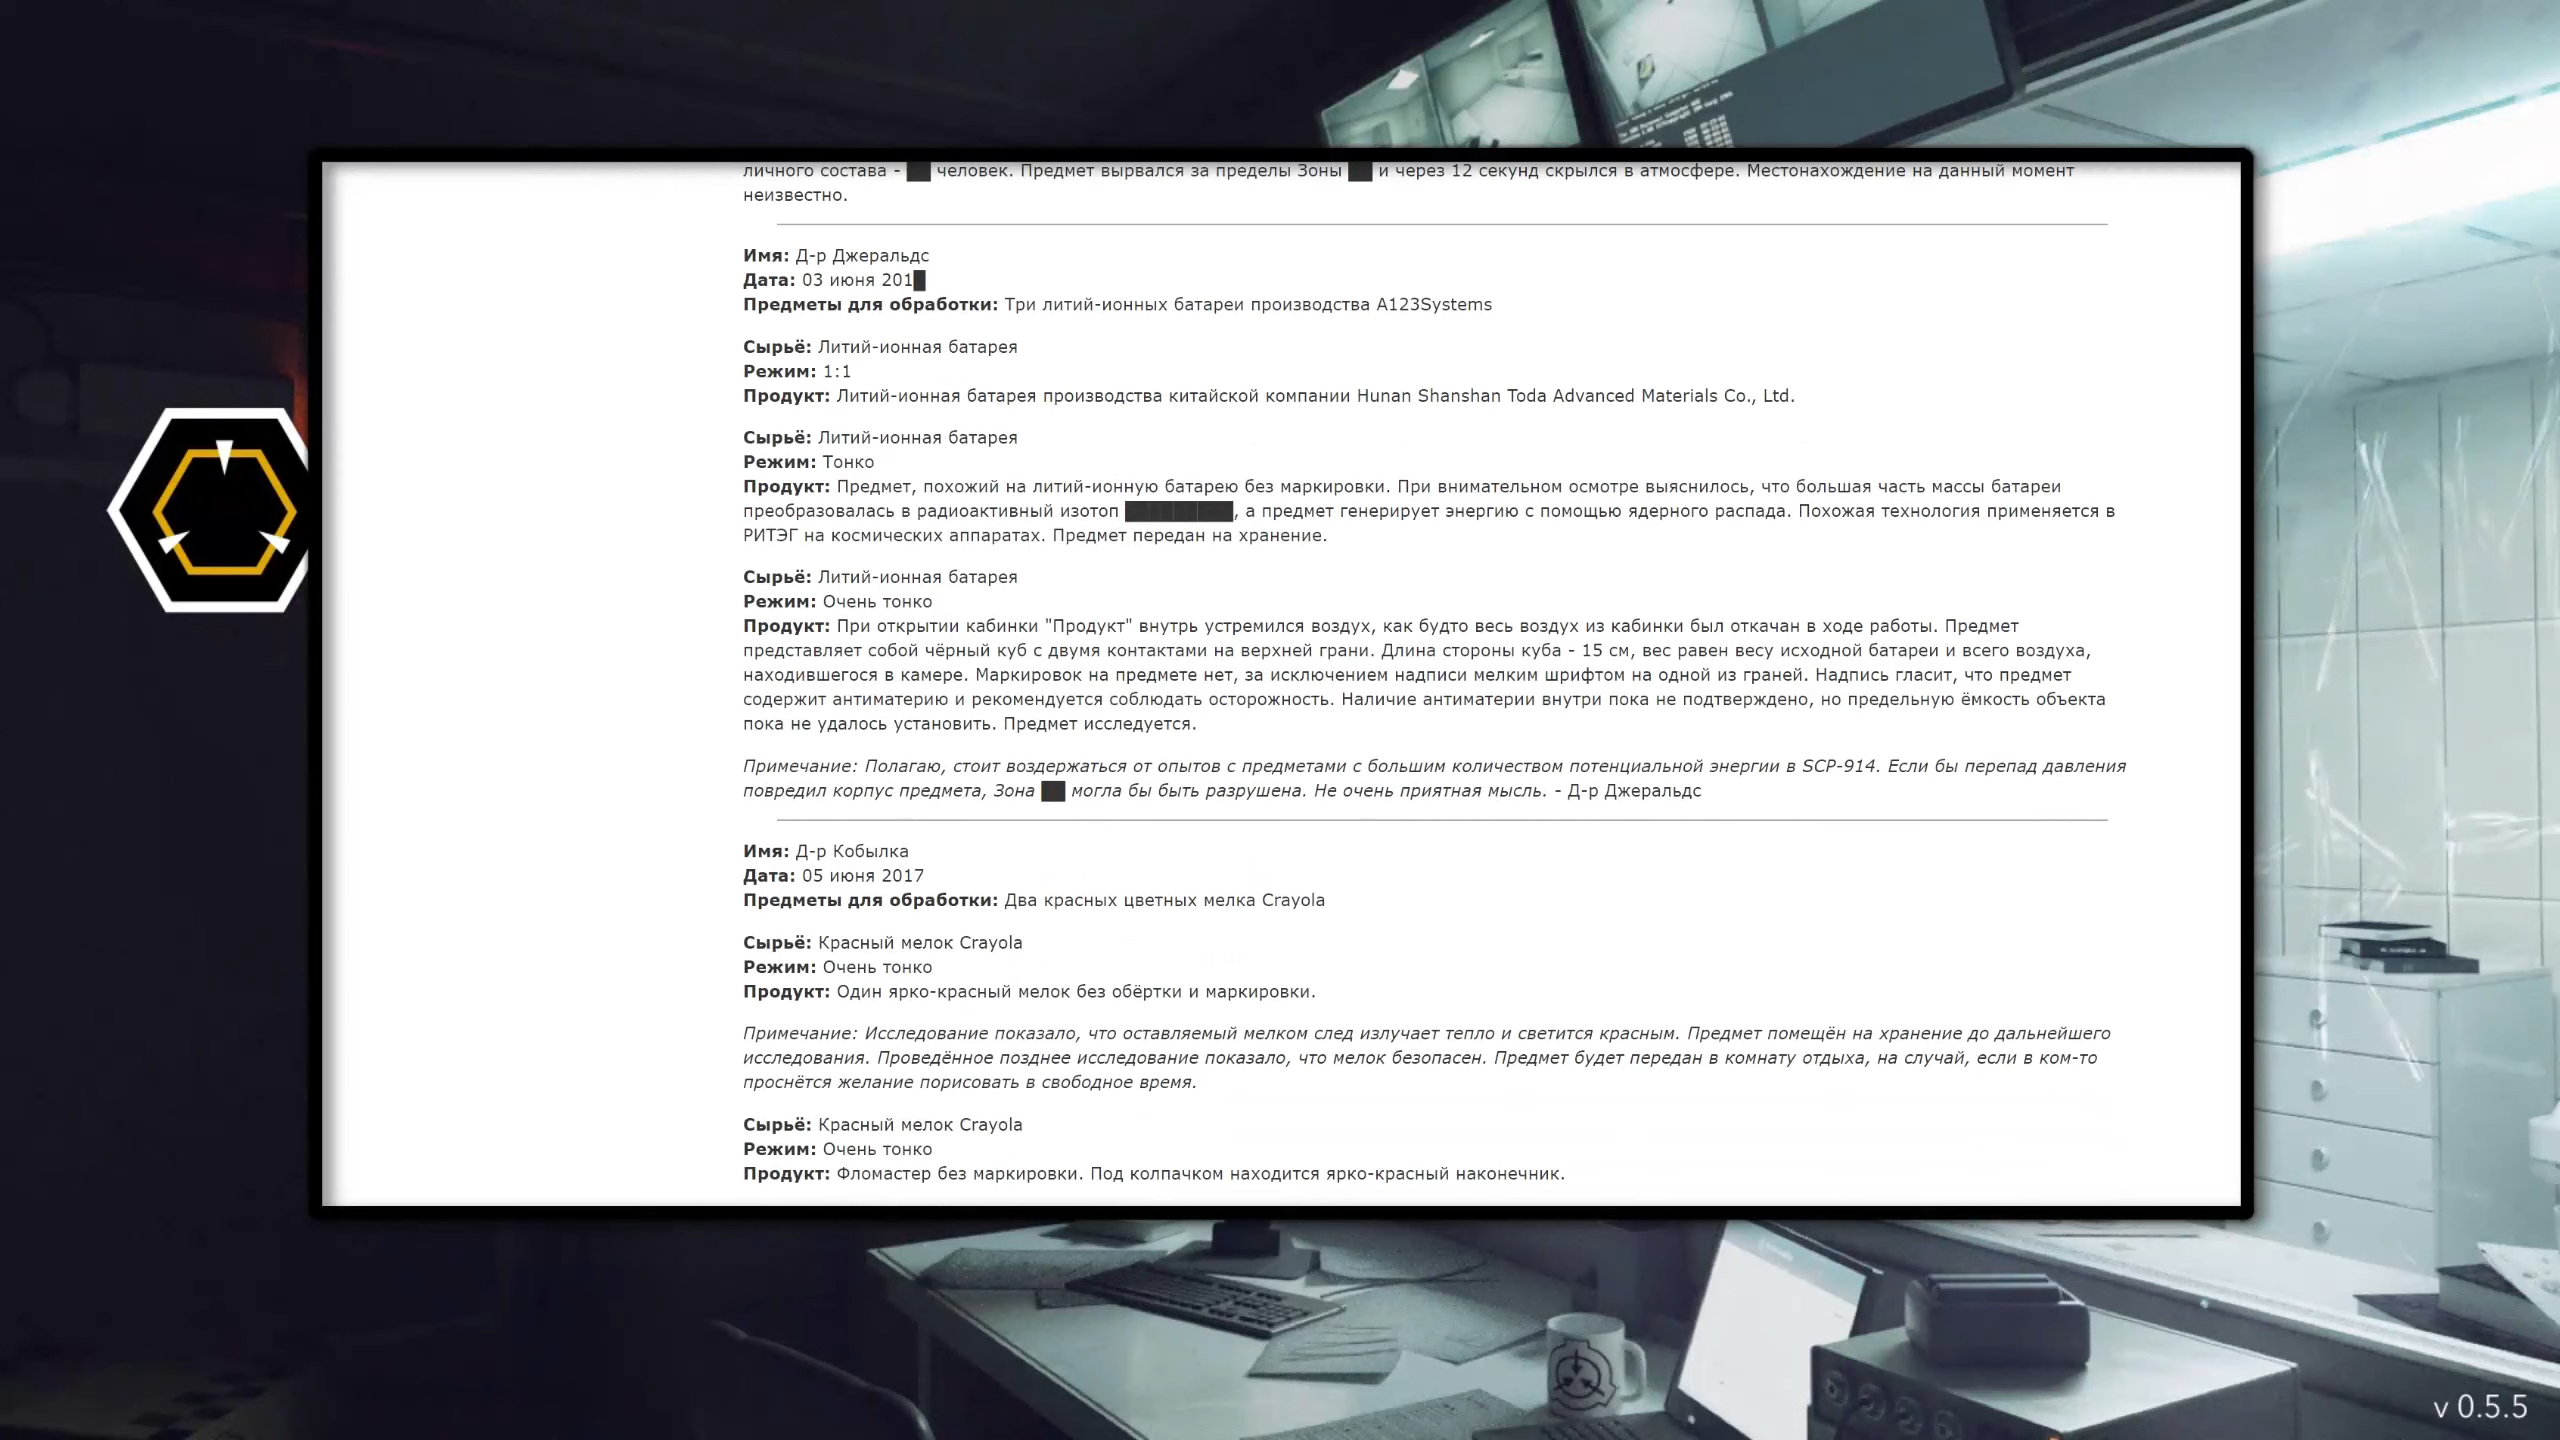 личного состава - ██ человек. Предмет вырвался за пределы Зоны ██ и через 12 секунд скрылся в атмосфере. Местонахождение на данный момент
неизвестно.
Имя: Д-р Джеральдс
Дата: 03 июня 201█
Предметы для обработки: Три литий-ионных батареи производства A123Systems
Сырьё: Литий-ионная батарея
Режим: 1:1
Продукт: Литий-ионная батарея производства китайской компании Hunan Shanshan Toda Advanced Materials Co., Ltd.
Сырьё: Литий-ионная батарея
Режим: Тонко
Продукт: Предмет, похожий на литий-ионную батарею без маркировки. При внимательном осмотре выяснилось, что большая часть массы батареи
преобразовалась в радиоактивный изотоп █████████, а предмет генерирует энергию с помощью ядерного распада. Похожая технология применяется в
РИТЭГ на космических аппаратах. Предмет передан на хранение.
Сырьё: Литий-ионная батарея
Режим: Очень тонко
Продукт: При открытии кабинки "Продукт" внутрь устремился воздух, как будто весь воздух из кабинки был откачан в ходе работы. Предмет
представляет собой чёрный куб с двумя контактами на верхней грани. Длина стороны куба - 15 см, вес равен весу исходной батареи и всего воздуха,
находившегося в камере. Маркировок на предмете нет, за исключением надписи мелким шрифтом на одной из граней. Надпись гласит, что предмет
содержит антиматерию и рекомендуется соблюдать осторожность. Наличие антиматерии внутри пока не подтверждено, но предельную ёмкость объекта
пока не удалось установить. Предмет исследуется.
Примечание: Полагаю, стоит воздержаться от опытов с предметами с большим количеством потенциальной энергии в SCP-914. Если бы перепад давления
повредил корпус предмета, Зона ██ могла бы быть разрушена. Не очень приятная мысль. - Д-р Джеральдс
Имя: Д-р Кобылка
Дата: 05 июня 2017
Предметы для обработки: Два красных цветных мелка Crayola
Сырьё: Красный мелок Crayola
Режим: Очень тонко
Продукт: Один ярко-красный мелок без обёртки и маркировки.
Примечание: Исследование показало, что оставляемый мелком след излучает тепло и светится красным. Предмет помещён на хранение до дальнейшего
исследования. Проведённое позднее исследование показало, что мелок безопасен. Предмет будет передан в комнату отдыха, на случай, если в ком-то
проснётся желание порисовать в свободное время.
Сырьё: Красный мелок Crayola
Режим: Очень тонко
Продукт: Фломастер без маркировки. Под колпачком находится ярко-красный наконечник.
v 0.5.5